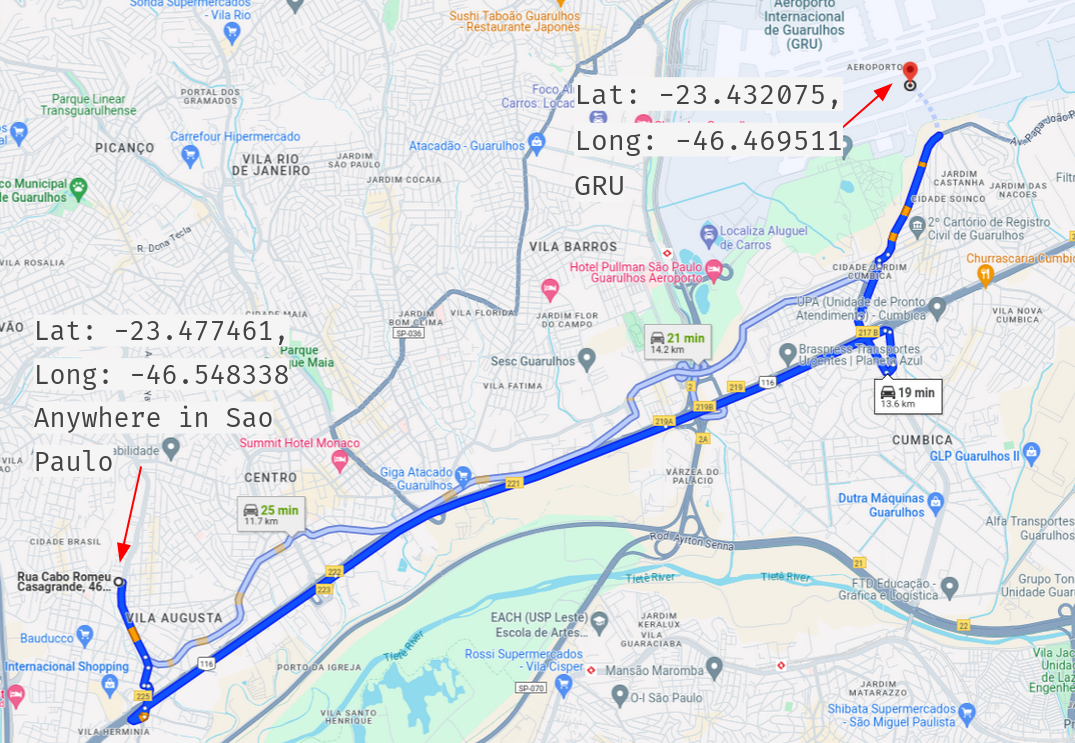 Sonda Supermercados
- Vila Rio
Sushi Taboão Guarulhos
- Restaurante Japonês
Aeroporto
Internacional
de Guarulhos
(GRU)
AEROPORTO
Parque Linear
Transguarulhense
PORTAL DOS
GRAMADOS
Foco Al
Carros: Locad
Lat: -23.432075,
Long: -46.469511
GRU
Av. Papa João P
PICANÇO
Carrefour Hipermercado
VILA RIO
DE JANEIRO
JARDIM
SÃO PAULO
Atacadão - Guarulhos
JARDIM COCAIA
co Municipal
de Guarulhos
JARDIM
CASTANHA
JARDIM DAS
NAÇÕES
Filtr
CIDADE SOINCO
2° Cartório de Registro
Civil de Guarulhos
R. Dona Tecla
VILA ROSALIA
VILA BARROS
Localiza Aluguel
de Carros
Hotel Pullman São Paulo
Guarulhos Aeroporto
CIDADE JARDIM
CUMBICA
Churrascaria Cumbic
CIDADE MAIA
VILA FLORIDA
JARDIM
BOM CLIMA
JARDIM FLOR
DO CAMPO
UPA (Unidade de Pronto
Atendimento) - Cumbica
VILA NOVA
CUMBICA
VÃO
Lat: -23.477461,
Long: -46.548338
Anywhere in Sao
Paulo
Parque
que Maia
SP-036
21 min
14.2 km
217 B
Sesc Guarulhos
Braspress Transportes
Urgentes | Planeta Azul
VILA FATIMA
2
219
116
19 min
13.6 km
219B
219A
2A
Summit Hotel Monaco
abilidade
CUMBICA
GLP Guarulhos II
CENTRO
Giga Atacado
Guarulhos
221
VÁRZEA DO
PALÁCIO
Dutra Máquinas
Guarulhos
25 min
11.7 km
Alfa Transportes
Guarulhos
CIDADE BRASIL
Rod. Ayrton Senna
21
Rua Cabo Romeu
Casagrande, 46...
222
223
Tietê River
Tietê River
FTD Educação -
Gráfica e Logística
Grupo Ton
Unidade Guar
VILA AUGUSTA
EACH (USP Leste)
Escola de Artes...
JARDIM
KERALUX
VILA
GUARACIABA
22
Bauducco
Tietê River
Internacional Shopping
116
PORTO DA IGREJA
Rossi Supermercados
- Vila Cisper
Mansão Maromba
Vila Jac
Unidad
de Laz
Engenhe
SP-070
O-I São Paulo
JARDIM
MATARAZZO
225
VILA SANTO
HENRIQUE
Shibata Supermercados
- São Miguel Paulista
VILA HERMINIA